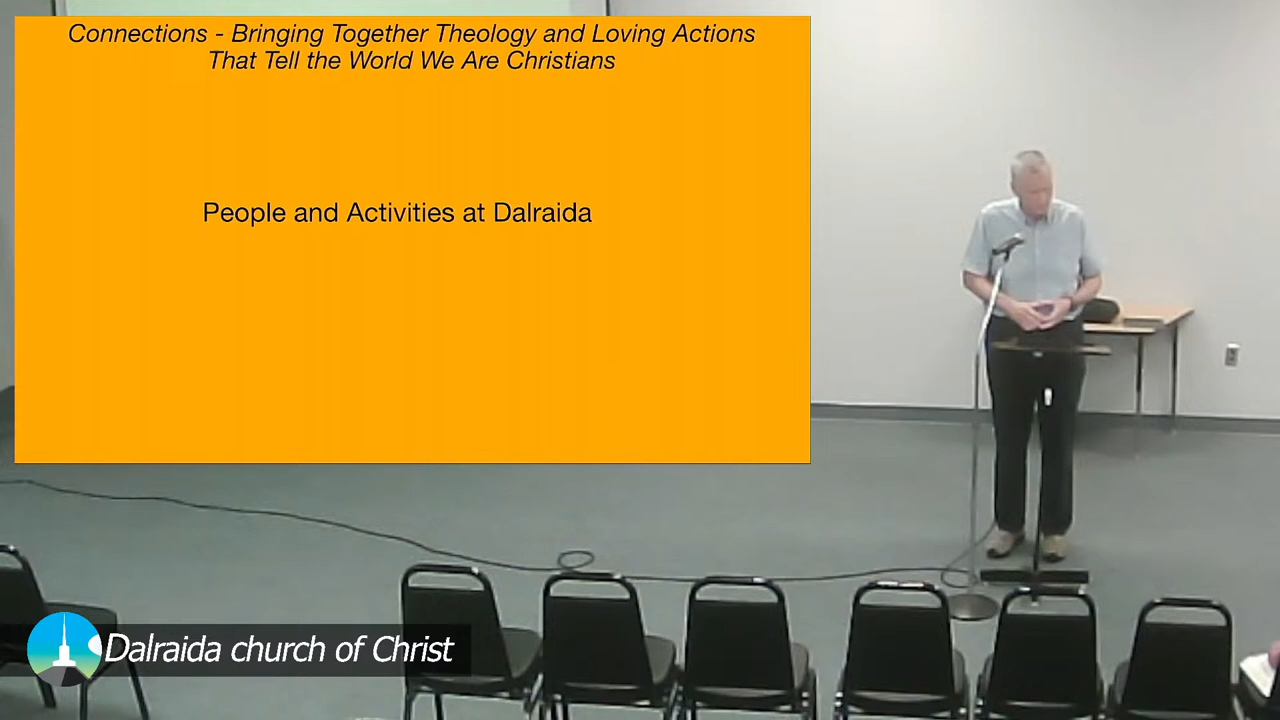 Connections - Bringing Together Theology and Loving Actions
That Tell the World We Are Christians
People and Activities at Dalraida
Dalraida church of Christ